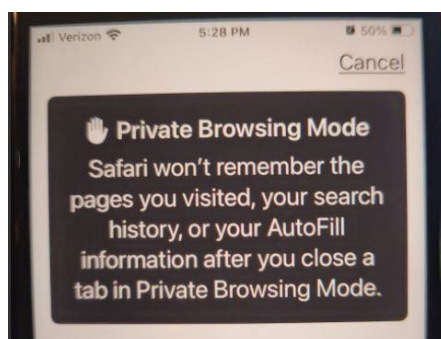 Verizon 5:28 PM 50%
Cancel
Private Browsing Mode
Safari won't remember the
pages you visited, your search
history, or your AutoFill
information after you close a
tab in Private Browsing Mode.